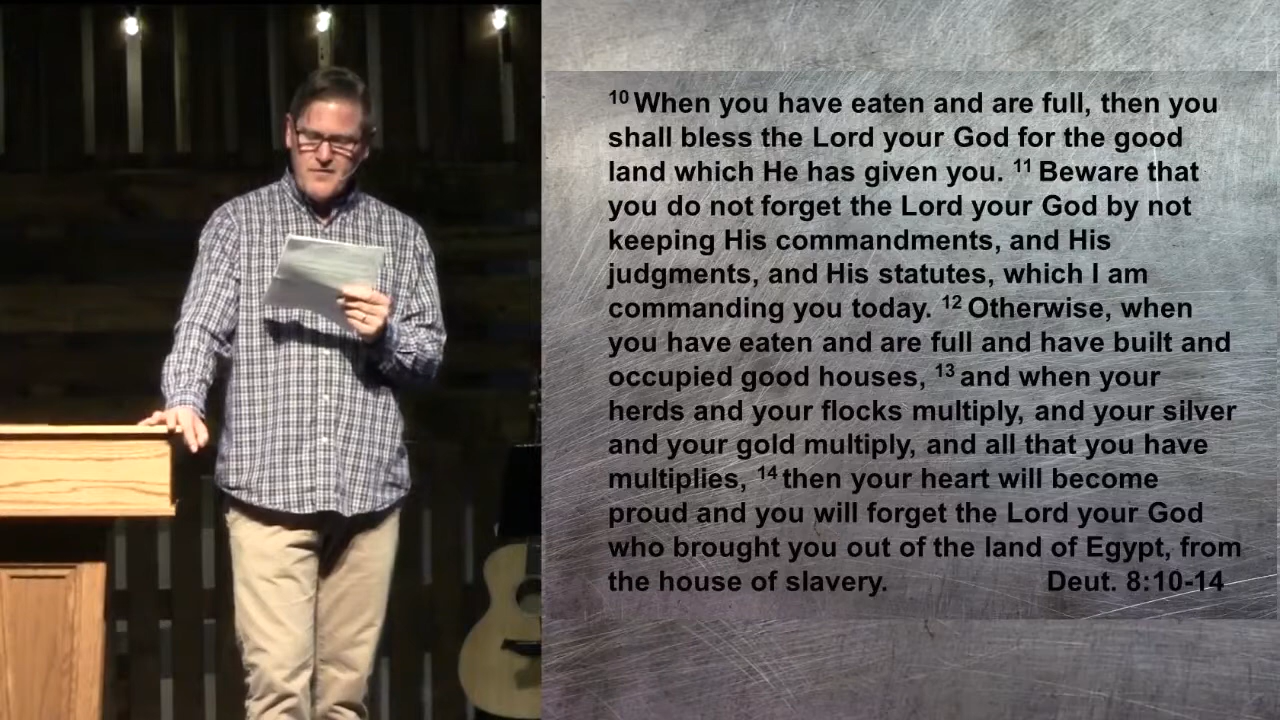 10 When you have eaten and are full, then you
shall bless the Lord your God for the good
land which He has given you. 11 Beware that
you do not forget the Lord your God by not
keeping His commandments, and His
judgments, and His statutes, which I am
commanding you today. 12 Otherwise, when
you have eaten and are full and have built and
occupied good houses, 13 and when your
herds and your flocks multiply, and your silver
and your gold multiply, and all that you have
multiplies, 14 then your heart will become
proud and you will forget the Lord your God
who brought you out of the land of Egypt, from
the house of slavery. Deut. 8:10-14